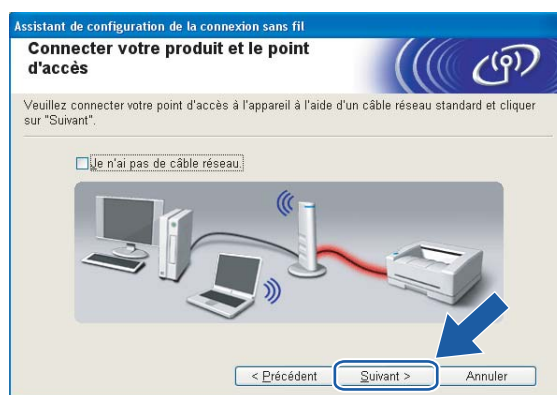 Assistant de configuration de la connexion sans fil
Connecter votre produit et le point
d'accès
Veuillez connecter votre point d'accès à l'appareil à l'aide d'un câble réseau standard et cliquer
sur "Suivant".
Je n'ai pas de câble réseau.
< Précédent Suivant > Annuler